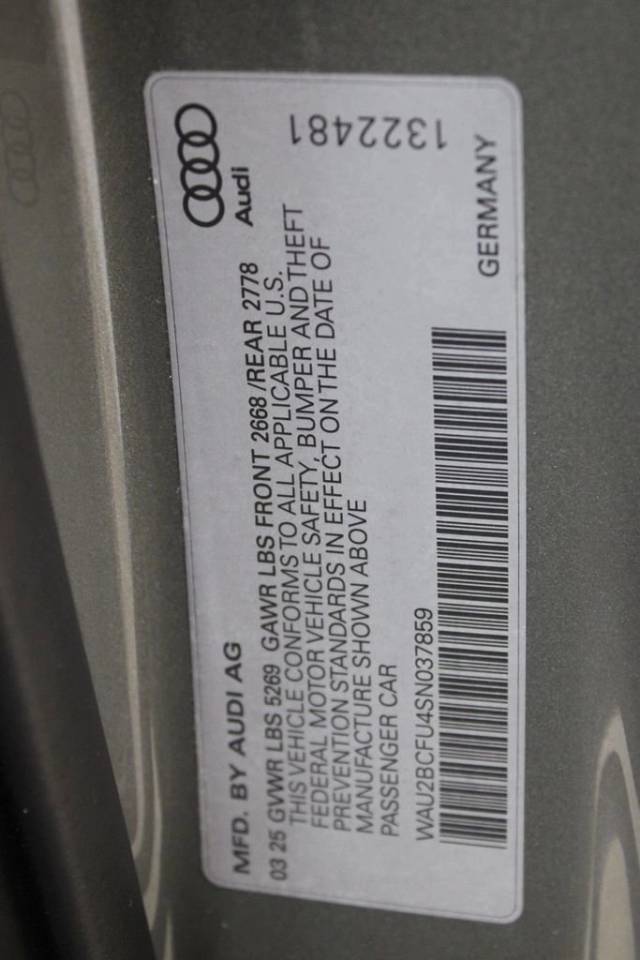 Audi
MFD. BY AUDI AG
03 25 GVWR LBS 5269 GAWR LBS FRONT 2668 /REAR 2778
THIS VEHICLE CONFORMS TO ALL APPLICABLE U.S.
FEDERAL MOTOR VEHICLE SAFETY, BUMPER AND THEFT
PREVENTION STANDARDS IN EFFECT ON THE DATE OF
MANUFACTURE SHOWN ABOVE
PASSENGER CAR
WAU2BCFU4SN037859
1322481
GERMANY